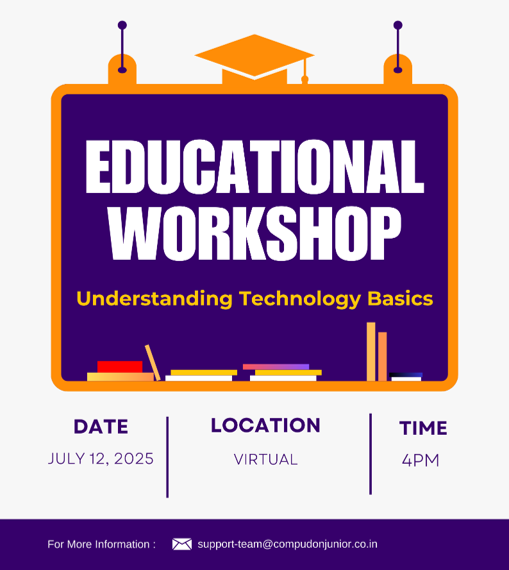 EDUCATIONAL
WORKSHOP
Understanding Technology Basics
DATE
JULY 12, 2025
LOCATION
VIRTUAL
TIME
4PM
For More Information :
support-team@compudonjunior.co.in